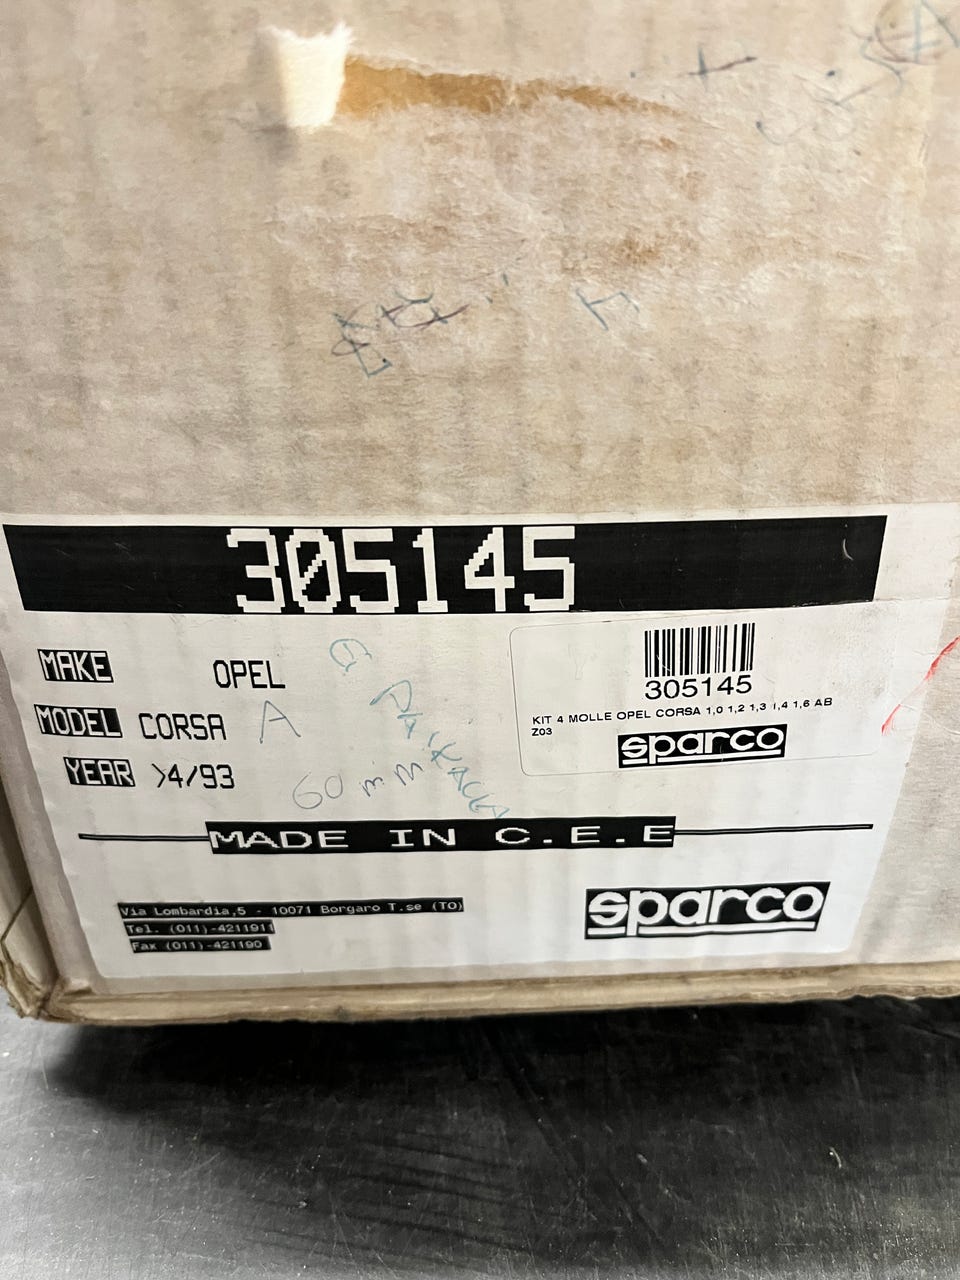 305145
MAKE OPEL
MODEL CORSA A
YEAR >4/93
60 mm
305145
KIT 4 MOLLE OPEL CORSA 1,0 1,2 1,3 1,4 1,6 AB
Z03
sparco
MADE IN C.E.E
Via Lombardia,5 - 10071 Borgaro T.se (TO)
Tel. (011)-4211911
Fax (011)-421190
sparco